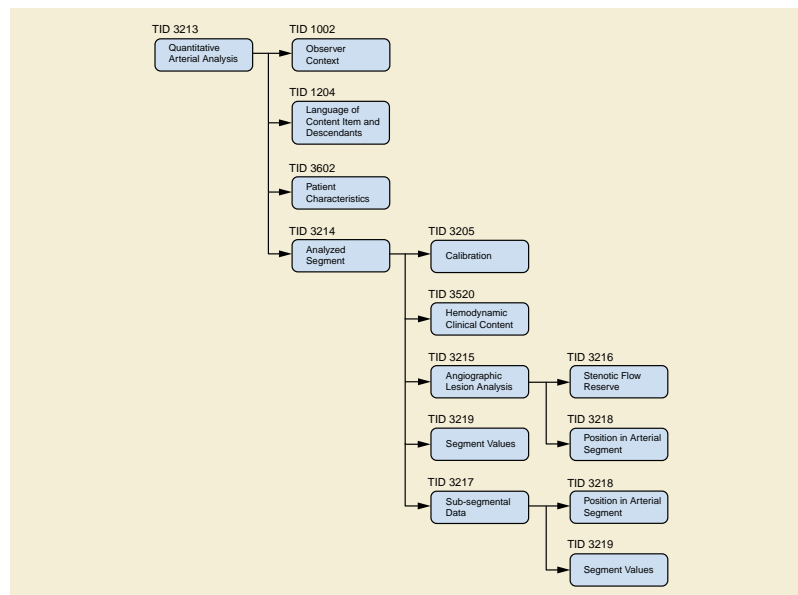 TID 3213
Quantitative
Arterial Analysis
TID 1002
Observer
Context
TID 1204
Language of
Content Item and
Descendants
TID 3602
Patient
Characteristics
TID 3214
Analyzed
Segment
TID 3205
Calibration
TID 3520
Hemodynamic
Clinical Content
TID 3215
Angiographic
Lesion Analysis
TID 3216
Stenotic Flow
Reserve
TID 3218
Position in Arterial
Segment
TID 3219
Segment Values
TID 3217
Sub-segmental
Data
TID 3218
Position in Arterial
Segment
TID 3219
Segment Values